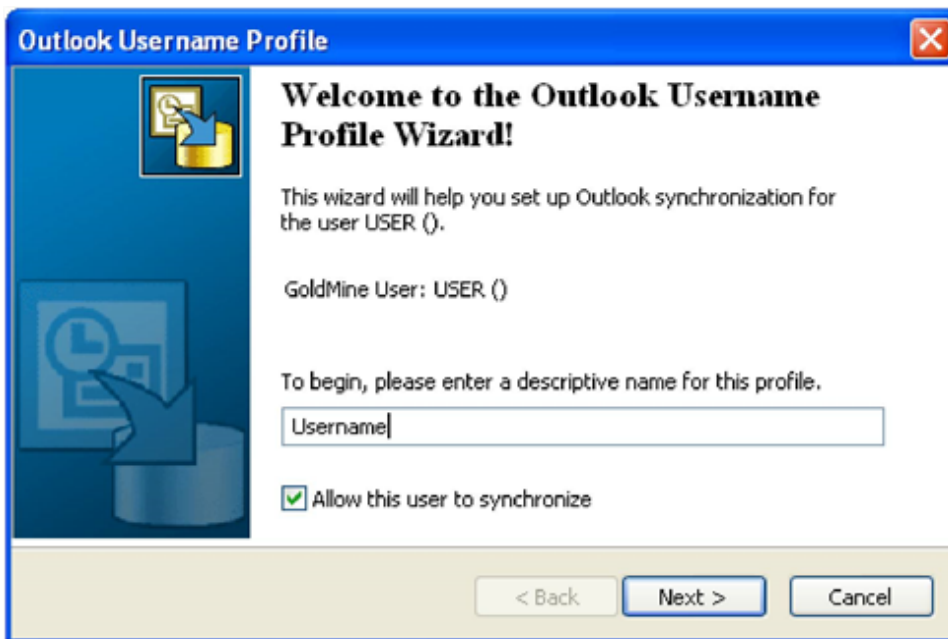 Outlook Username Profile
Welcome to the Outlook Username
Profile Wizard!
This wizard will help you set up Outlook synchronization for
the user USER ().
GoldMine User: USER ()
To begin, please enter a descriptive name for this profile.
Username
Allow this user to synchronize
< Back
Next >
Cancel